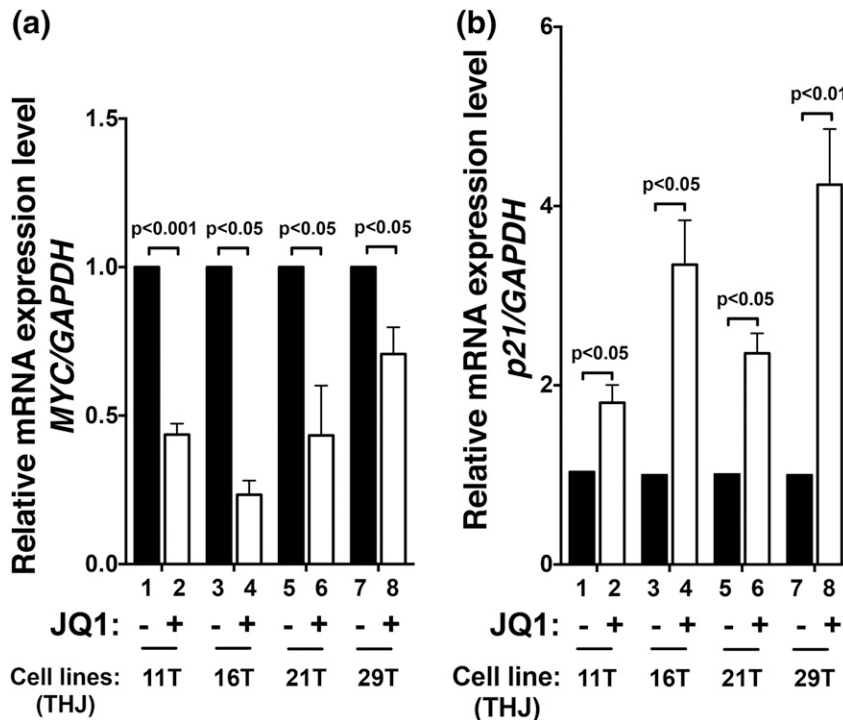 (a)
Relative mRNA expression level
MYC/GAPDH
1.5
1.0
0.5
0.0
p<0.001 p<0.05 p<0.05 p<0.05
1 2 3 4 5 6 7 8
JQ1: - + - + - + - +
Cell lines: 11T 16T 21T 29T
(THJ)
(b)
Relative mRNA expression level
p21/GAPDH
6
4
2
0
p<0.05
p<0.05
p<0.05
p<0.01
1 2 3 4 5 6 7 8
JQ1: - + - + - + - +
Cell line: 11T 16T 21T 29T
(THJ)